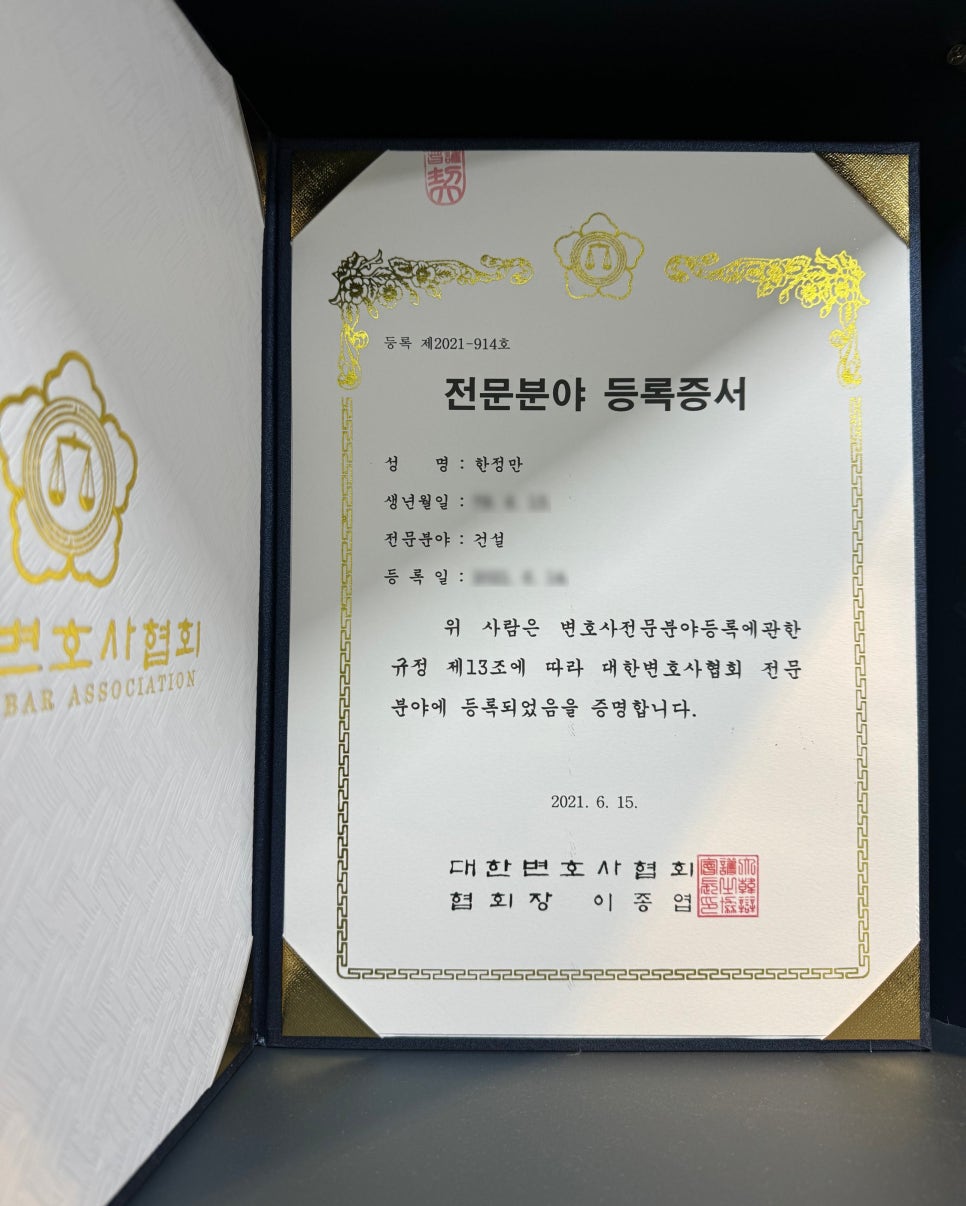 변호사협회
BAR ASSOCIATION
등록 제2021-914호
전문분야 등록증서
성 명 : 한정만
생년월일 :
전문분야 : 건설
등 록 일 :
위 사람은 변호사전문분야등록에관한
규정 제13조에 따라 대한변호사협회 전문
분야에 등록되었음을 증명합니다.
2021. 6. 15.
대한변호사협회
협회장 이종엽